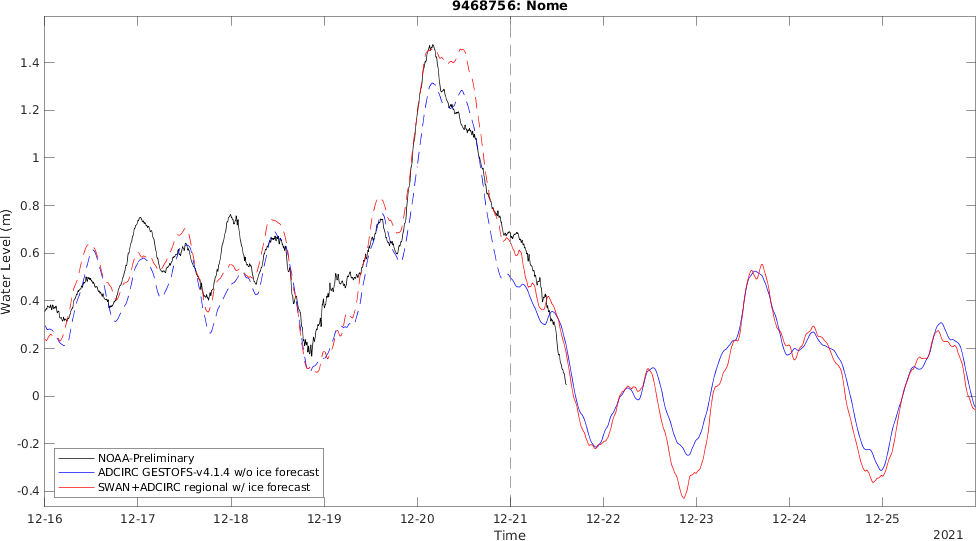 9468756: Nome
Water Level (m)
1.4
1.2
1
0.8
0.6
0.4
0.2
0
-0.2
-0.4
NOAA-Preliminary
ADCIRC GESTOFS-v4.1.4 w/o ice forecast
SWAN+ADCIRC regional w/ ice forecast
12-16 12-17 12-18 12-19 12-20 12-21 12-22 12-23 12-24 12-25
Time
2021